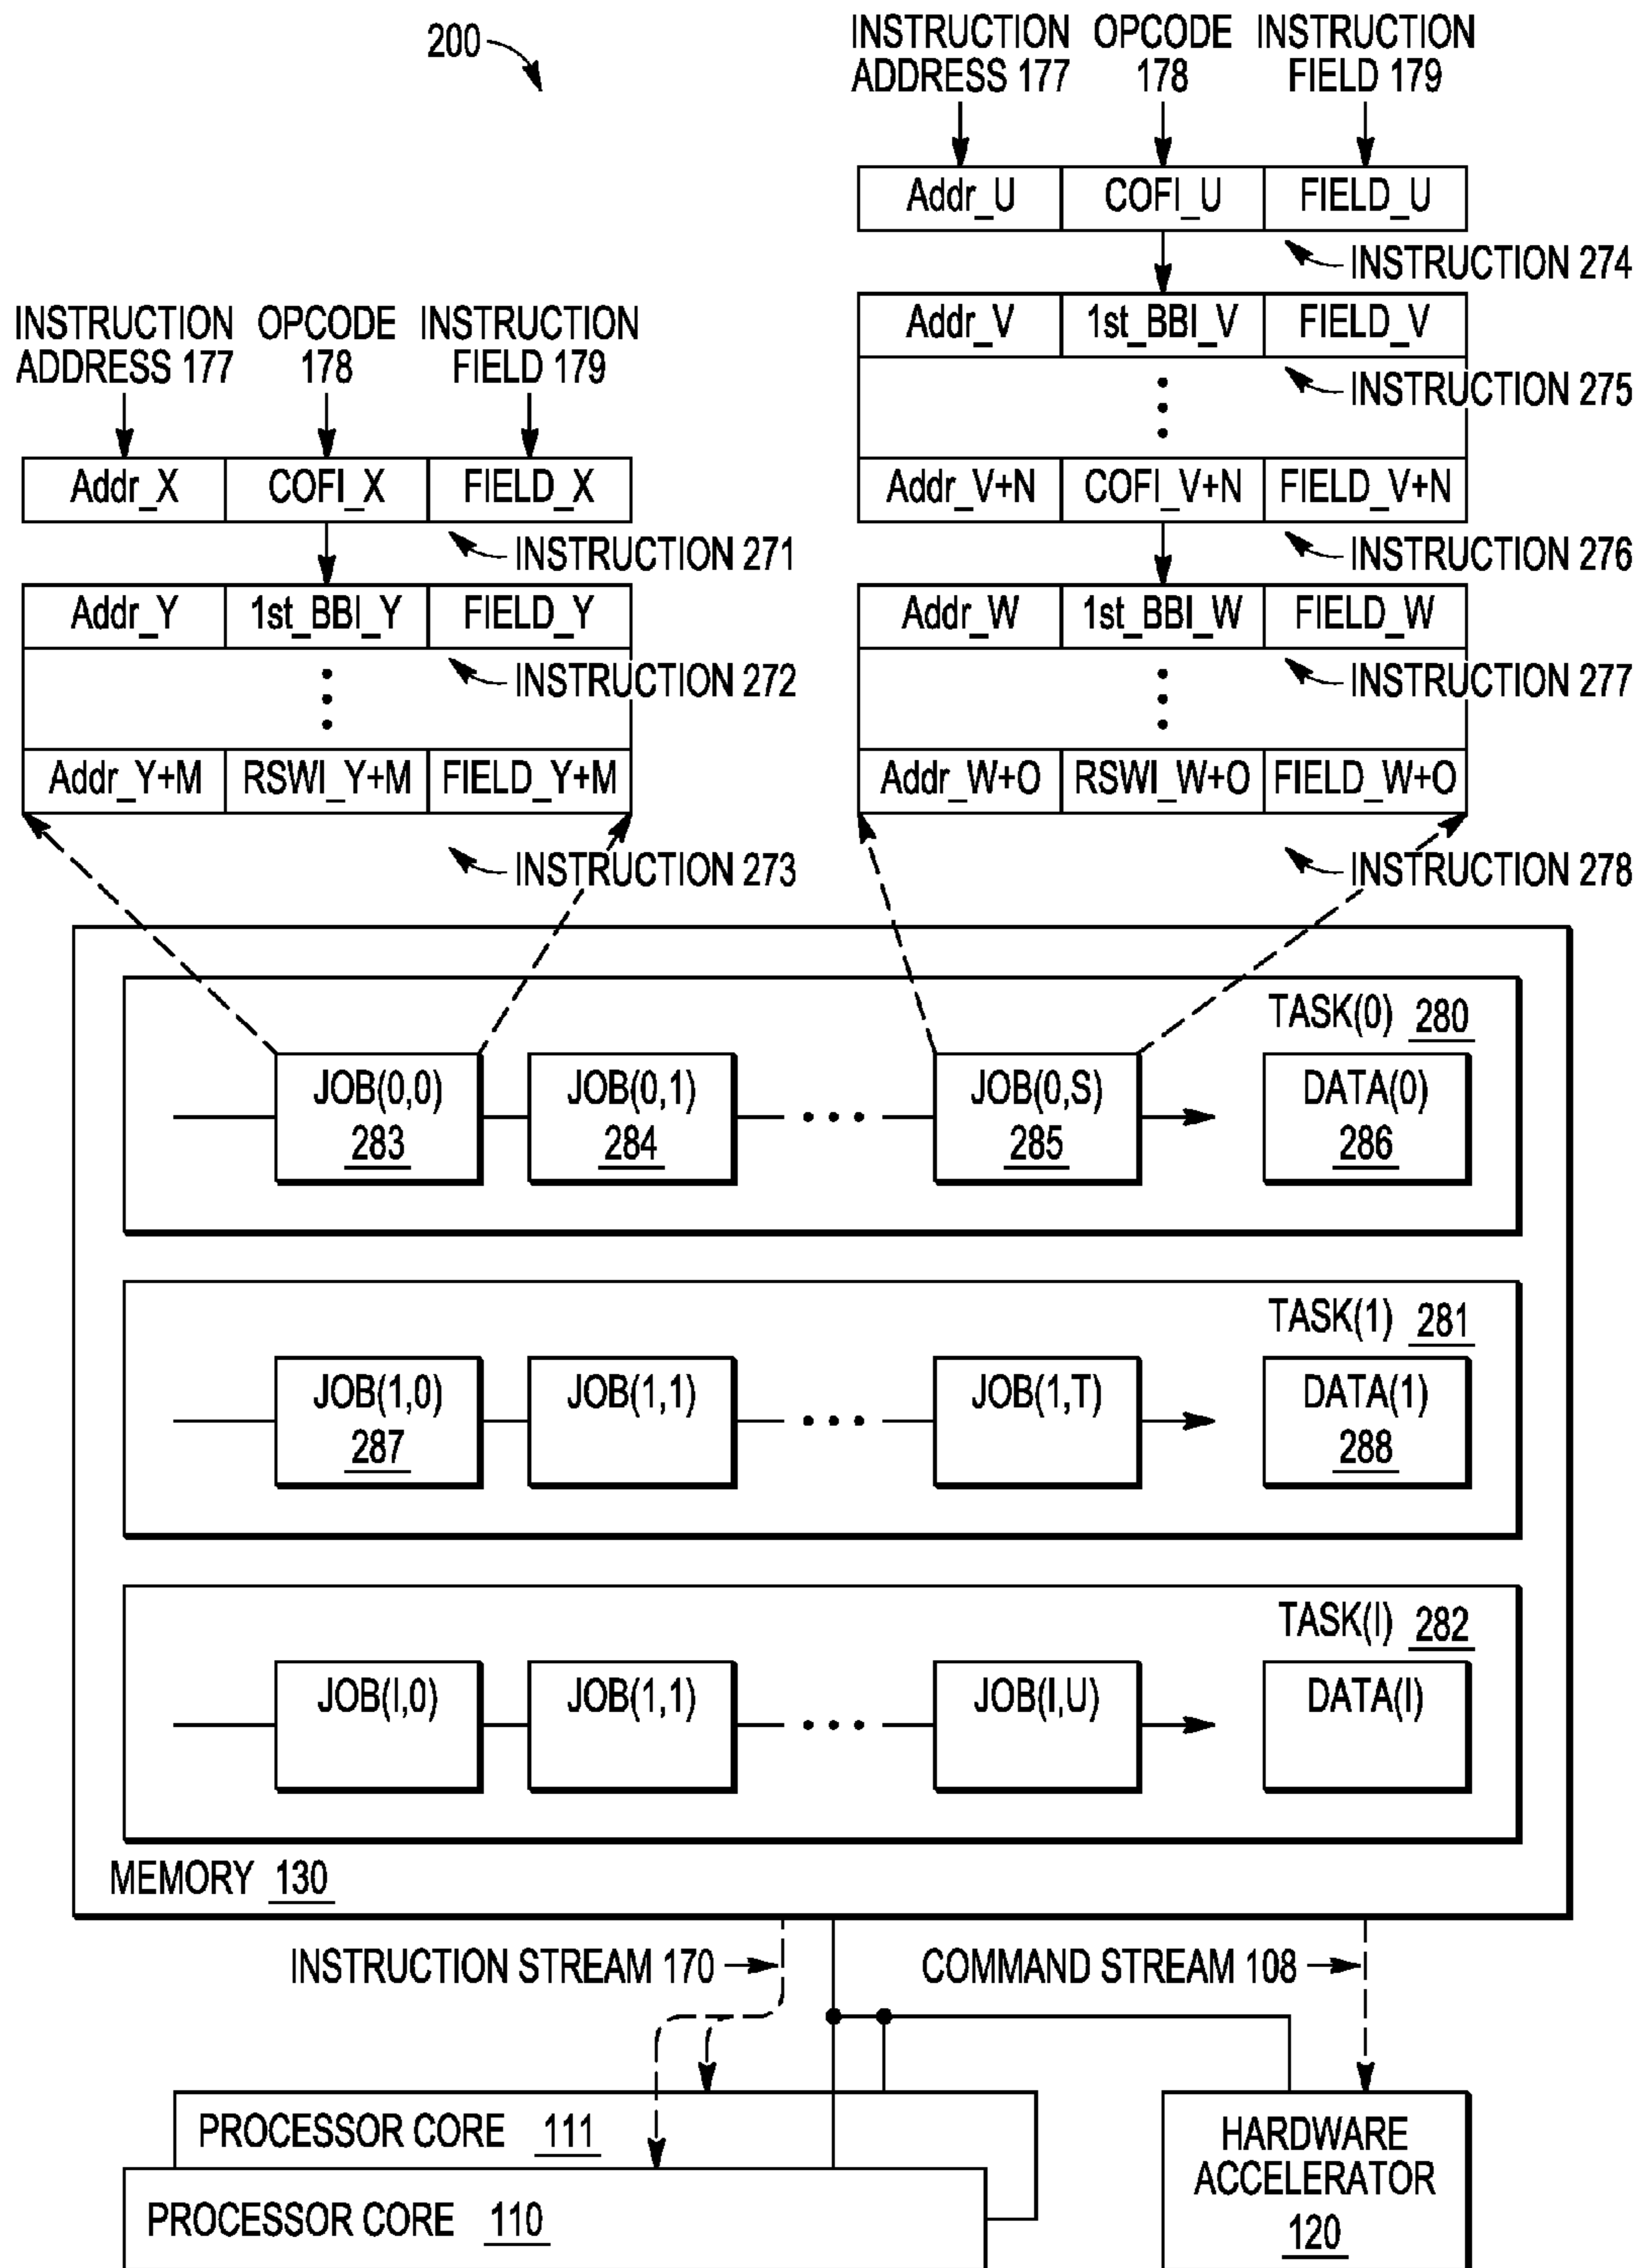 200
INSTRUCTION ADDRESS 177
OPCODE 178
INSTRUCTION FIELD 179
Addr_U COFI_U FIELD_U
INSTRUCTION 274
Addr_V 1st_BBI_V FIELD_V
INSTRUCTION 275
Addr_V+N COFI_V+N FIELD_V+N
INSTRUCTION 276
Addr_W 1st_BBI_W FIELD_W
INSTRUCTION 277
Addr_W+O RSWI_W+O FIELD_W+O
INSTRUCTION 278
INSTRUCTION ADDRESS 177
OPCODE 178
INSTRUCTION FIELD 179
Addr_X COFI_X FIELD_X
INSTRUCTION 271
Addr_Y 1st_BBI_Y FIELD_Y
INSTRUCTION 272
Addr_Y+M RSWI_Y+M FIELD_Y+M
INSTRUCTION 273
TASK(0) 280
JOB(0,0) 283
JOB(0,1) 284
JOB(0,S) 285
DATA(0) 286
TASK(1) 281
JOB(1,0) 287
JOB(1,1)
JOB(1,T)
DATA(1) 288
TASK(I) 282
JOB(I,0)
JOB(1,1)
JOB(I,U)
DATA(I)
MEMORY 130
INSTRUCTION STREAM 170
COMMAND STREAM 108
PROCESSOR CORE 111
PROCESSOR CORE 110
HARDWARE
ACCELERATOR
120